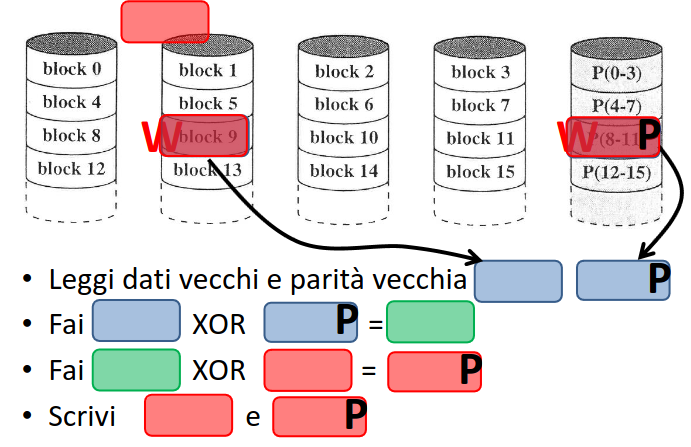 block 0 block 1 block 2 block 3 P(0-3)
block 4 block 5 block 6 block 7 P(4-7)
block 8 W block 9 block 10 block 11 W P(8-11 P
block 12 block 13 block 14 block 15 P(12-15)
• Leggi dati vecchi e parità vecchia P
• Fai XOR P =
• Fai XOR = P
• Scrivi e P